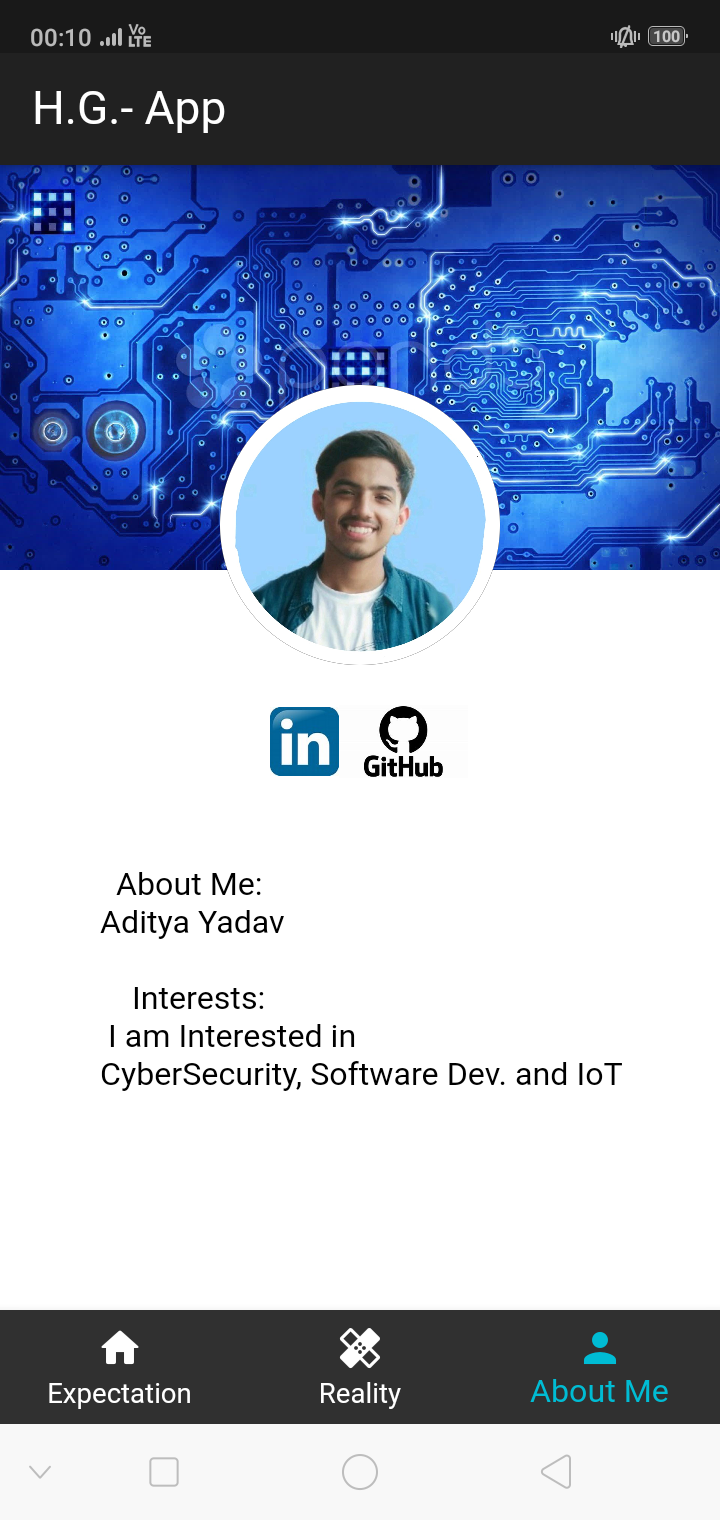 00:10 Vo LTE 100
H.G.- App
in GitHub
About Me:
Aditya Yadav
Interests:
I am Interested in
CyberSecurity, Software Dev. and IoT
Expectation Reality About Me